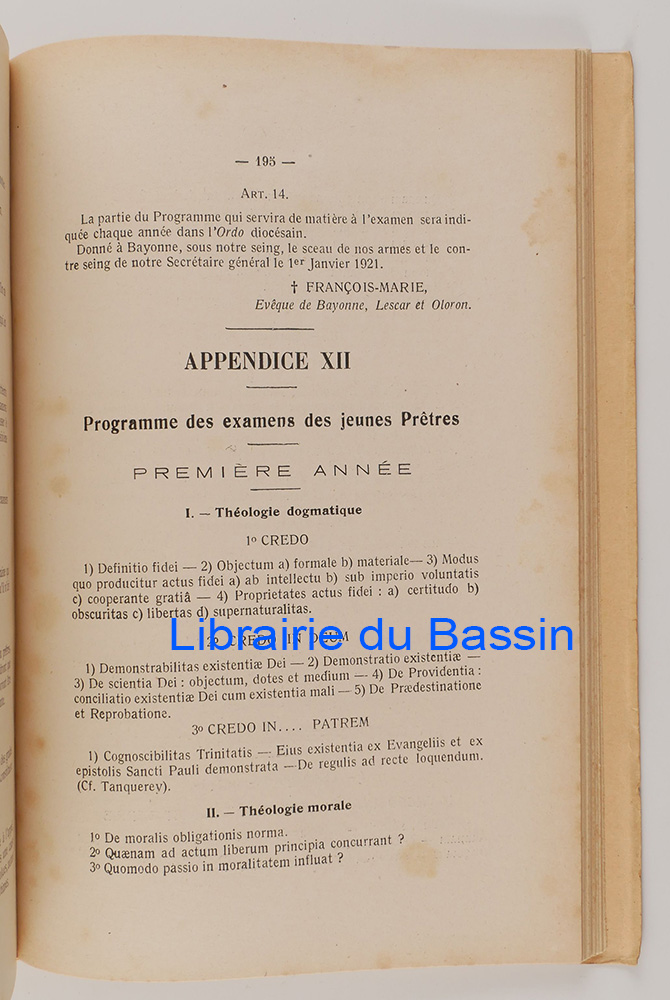 — 195 —
ART. 14.
La partie du Programme qui servira de matière à l'examen sera indi-
quée chaque année dans l'Ordo diocésain.
Donné à Bayonne, sous notre seing, le sceau de nos armes et le con-
tre seing de notre Secrétaire général le 1er Janvier 1921.
† FRANÇOIS-MARIE,
Evêque de Bayonne, Lescar et Oloron.
APPENDICE XII
Programme des examens des jeunes Prêtres
PREMIÈRE ANNÉE
I. — Théologie dogmatique
1º CREDO
1) Definitio fidei — 2) Objectum a) formale b) materiale— 3) Modus
quo producitur actus fidei a) ab intellectu b) sub imperio voluntatis
c) cooperante gratiâ — 4) Proprietates actus fidei : a) certitudo b)
obscuritas c) libertas d) supernaturalitas.
2º CREDO IN DEUM
Librairie du Bassin
1) Demonstrabilitas existentiæ Dei — 2) Demonstratio existentiæ —
3) De scientia Dei : objectum, dotes et medium — 4) De Providentia :
conciliatio existentiæ Dei cum existentia mali — 5) De Prædestinatione
et Reprobatione.
3º CREDO IN.... PATREM
1) Cognoscibilitas Trinitatis — Eius existentia ex Evangeliis et ex
epistolis Sancti Pauli demonstrata — De regulis ad recte loquendum.
(Cf. Tanquerey).
II. — Théologie morale
1º De moralis obligationis norma.
2º Quænam ad actum liberum principia concurrant ?
3º Quomodo passio in moralitatem influat ?